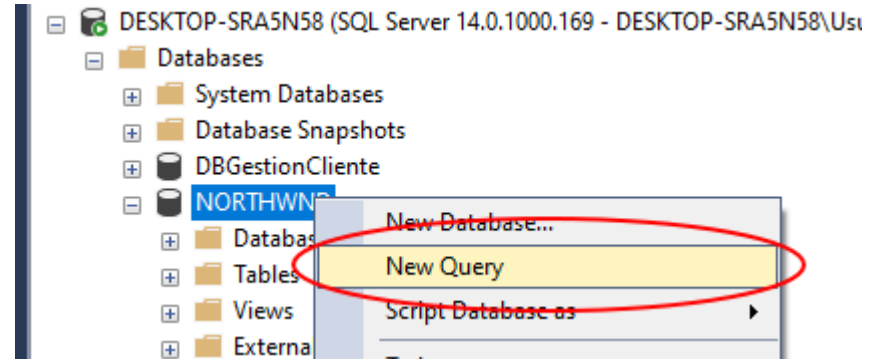 DESKTOP-SRA5N58 (SQL Server 14.0.1000.169 - DESKTOP-SRA5N58\Usu
Databases
System Databases
Database Snapshots
DBGestionCliente
NORTHWND
New Database...
Databas
New Query
Tables
Script Database as
Views
Externa